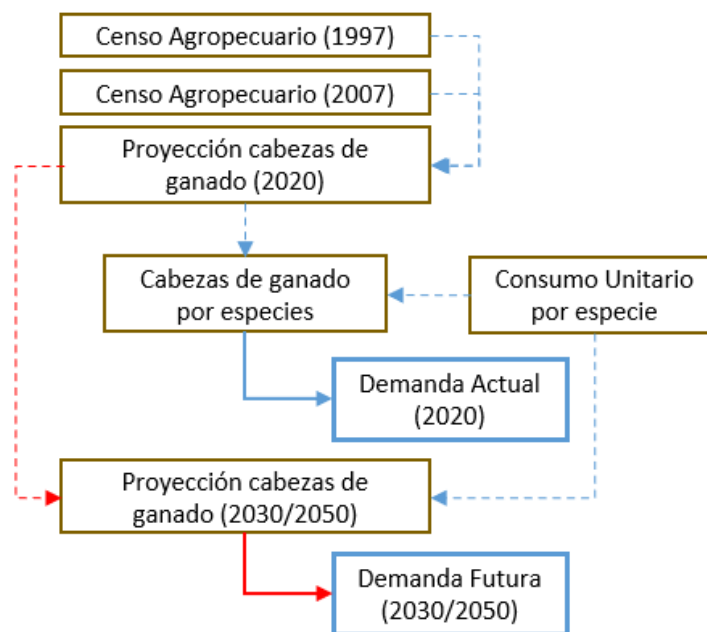 Censo Agropecuario (1997)
Censo Agropecuario (2007)
Proyección cabezas de
ganado (2020)
Cabezas de ganado
por especies
Consumo Unitario
por especie
Demanda Actual
(2020)
Proyección cabezas de
ganado (2030/2050)
Demanda Futura
(2030/2050)